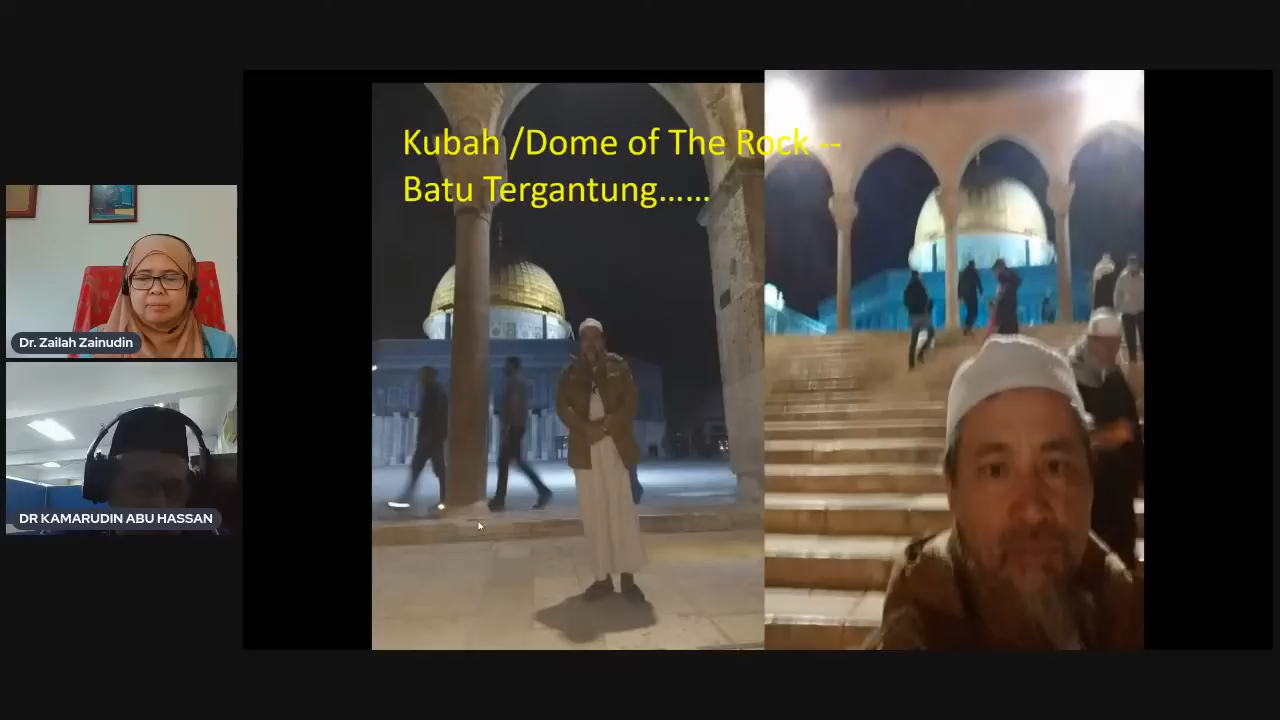 Kubah /Dome of The Rock --
Batu Tergantung......
Dr. Zailah Zainudin
DR KAMARUDIN ABU HASSAN